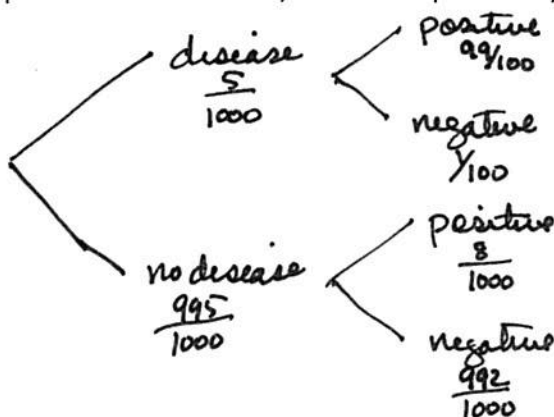 disease
5/1000
positive
99/100
negative
1/100
no disease
995/1000
positive
8/1000
negative
992/1000